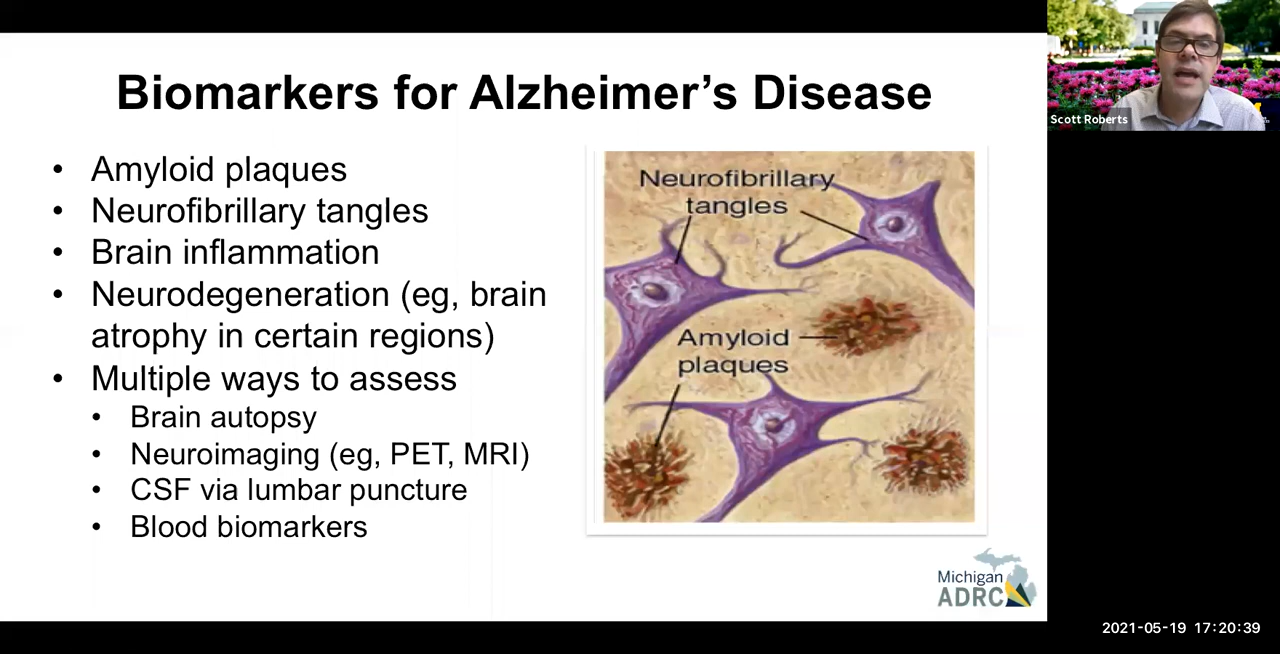 Biomarkers for Alzheimer’s Disease
• Amyloid plaques
• Neurofibrillary tangles
• Brain inflammation
• Neurodegeneration (eg, brain
atrophy in certain regions)
• Multiple ways to assess
• Brain autopsy
• Neuroimaging (eg, PET, MRI)
• CSF via lumbar puncture
• Blood biomarkers
Neurofibrillary
tangles
Amyloid
plaques
Michigan
ADRC
Scott Roberts
2021-05-19 17:20:39